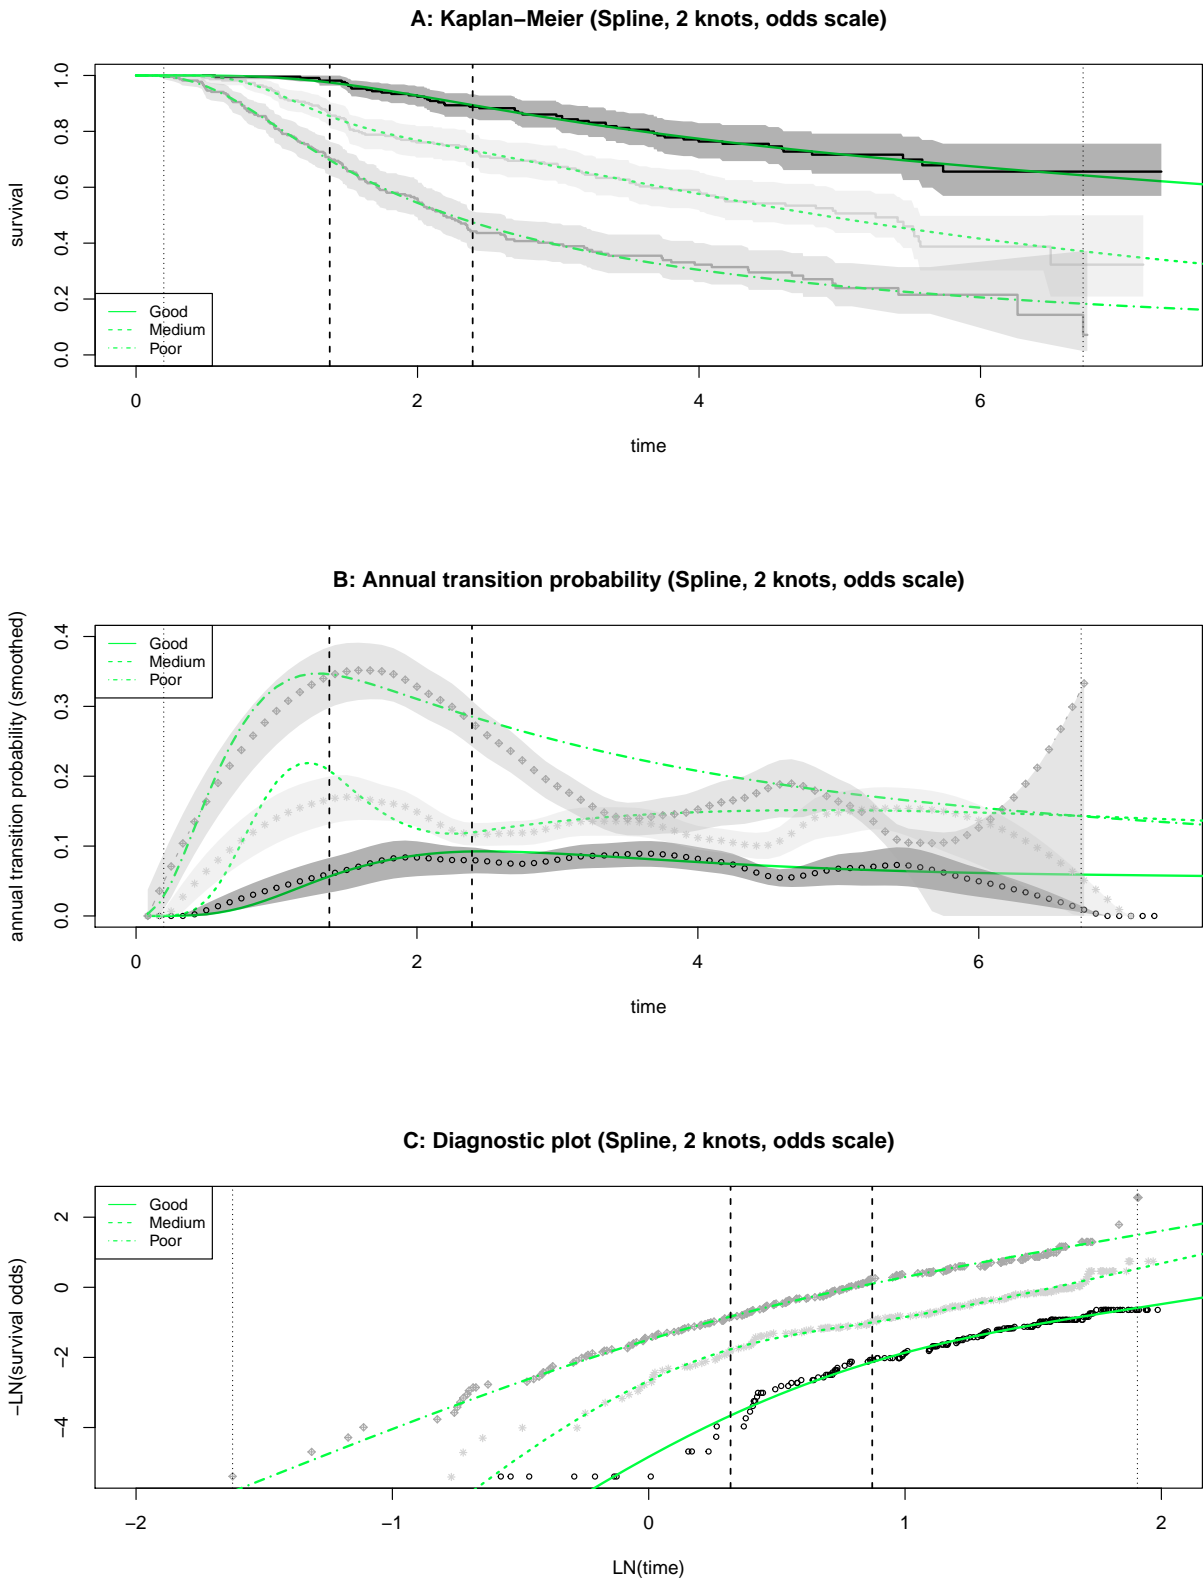 A: Kaplan−Meier (Spline, 2 knots, odds scale)
survival
1.0
0.8
0.6
0.4
0.2
0.0
Good
Medium
Poor
0 2 4 6
time
B: Annual transition probability (Spline, 2 knots, odds scale)
annual transition probability (smoothed)
0.4
0.3
0.2
0.1
0.0
Good
Medium
Poor
0 2 4 6
time
C: Diagnostic plot (Spline, 2 knots, odds scale)
−LN(survival odds)
2
0
−2
−4
Good
Medium
Poor
−2 −1 0 1 2
LN(time)